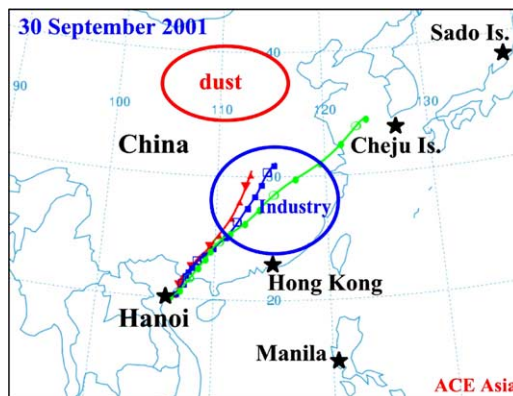 30 September 2001
Sado Is.
40
90
dust
100
110
120
130
China
Cheju Is.
30
Industry
Hong Kong
20
Hanoi
Manila
ACE Asia